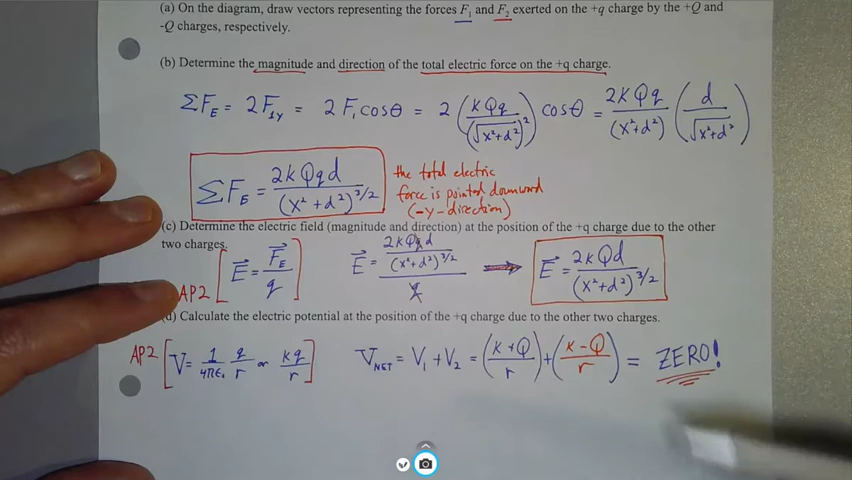 (a) On the diagram, draw vectors representing the forces F₁ and F₂ exerted on the +q charge by the +Q and
-Q charges, respectively.
(b) Determine the magnitude and direction of the total electric force on the +q charge.
ΣF_E = 2F_1y = 2F₁cosθ = 2(kQq/(√(x²+d²))²) cosθ = 2kQq/(x²+d²) (d/√(x²+d²))
ΣF_E = 2kQqd/(x²+d²)^3/2
the total electric
force is pointed downward
(-y-direction)
(c) Determine the electric field (magnitude and direction) at the position of the +q charge due to the other
two charges.
AP2 [E⃗ = F⃗_E/q] E⃗ = (2kQqd/(x²+d²)^3/2)/q ⇒ E⃗ = 2kQd/(x²+d²)^3/2
(d) Calculate the electric potential at the position of the +q charge due to the other two charges.
AP2 [V = 1/4πε₀ q/r or kq/r] V_NET = V₁ + V₂ = (k+Q/r) + (k-Q/r) = ZERO!